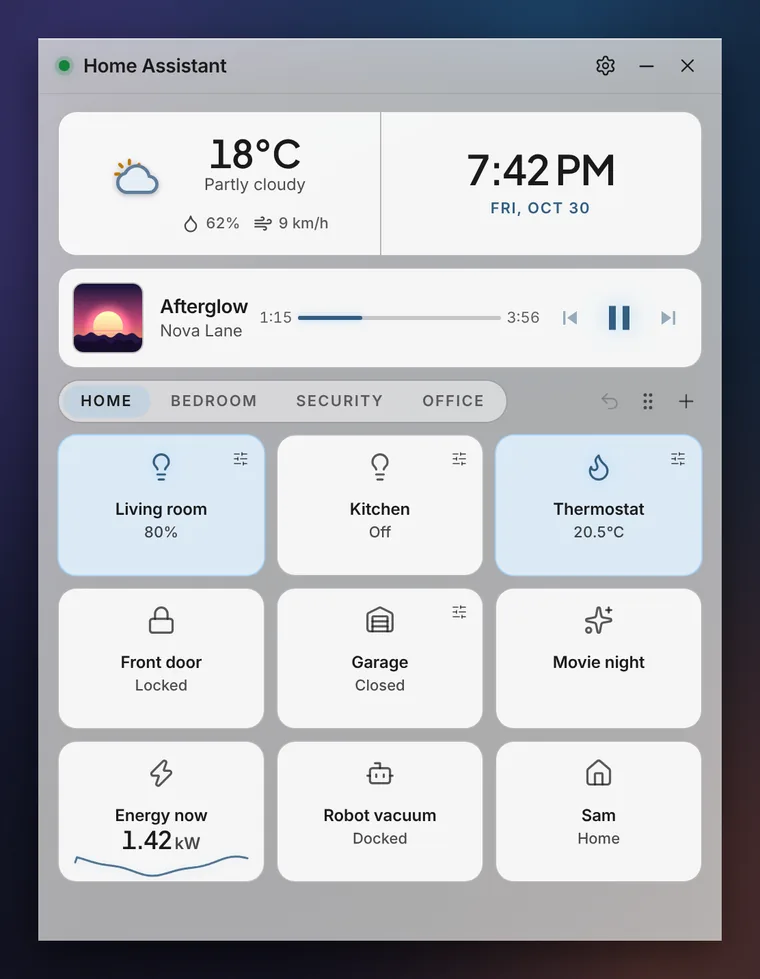 Home Assistant
18°C
Partly cloudy
62% 9 km/h
7:42 PM
FRI, OCT 30
Afterglow
Nova Lane
1:15
3:56
HOME BEDROOM SECURITY OFFICE
Living room
80%
Kitchen
Off
Thermostat
20.5°C
Front door
Locked
Garage
Closed
Movie night
Energy now
1.42 kW
Robot vacuum
Docked
Sam
Home